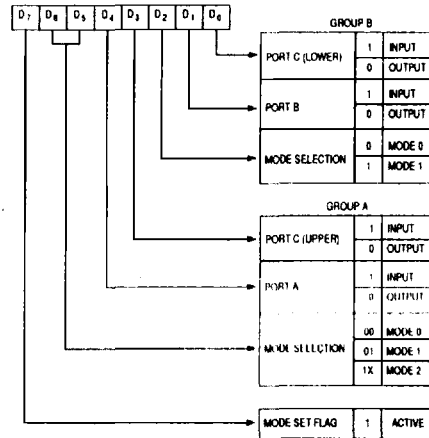 D7 D6 D5 D4 D3 D2 D1 D0
GROUP B
PORT C (LOWER) 1 INPUT
0 OUTPUT
PORT B 1 INPUT
0 OUTPUT
MODE SELECTION 0 MODE 0
1 MODE 1
GROUP A
PORT C (UPPER) 1 INPUT
0 OUTPUT
PORT A 1 INPUT
0 OUTPUT
MODE SELECTION 00 MODE 0
01 MODE 1
1X MODE 2
MODE SET FLAG 1 ACTIVE